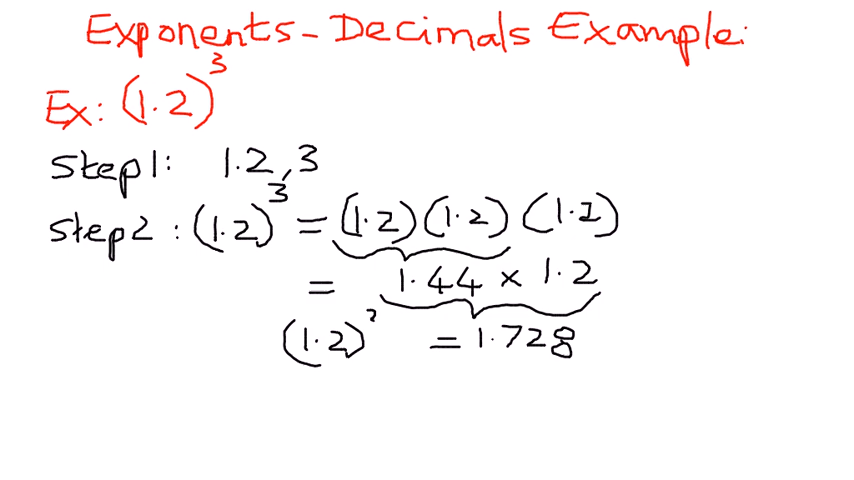 Exponents - Decimals Example:
Ex: (1.2)³
Step1: 1.2, 3
Step2: (1.2)³ = (1.2)(1.2)(1.2)
= 1.44 × 1.2
(1.2)³ = 1.728